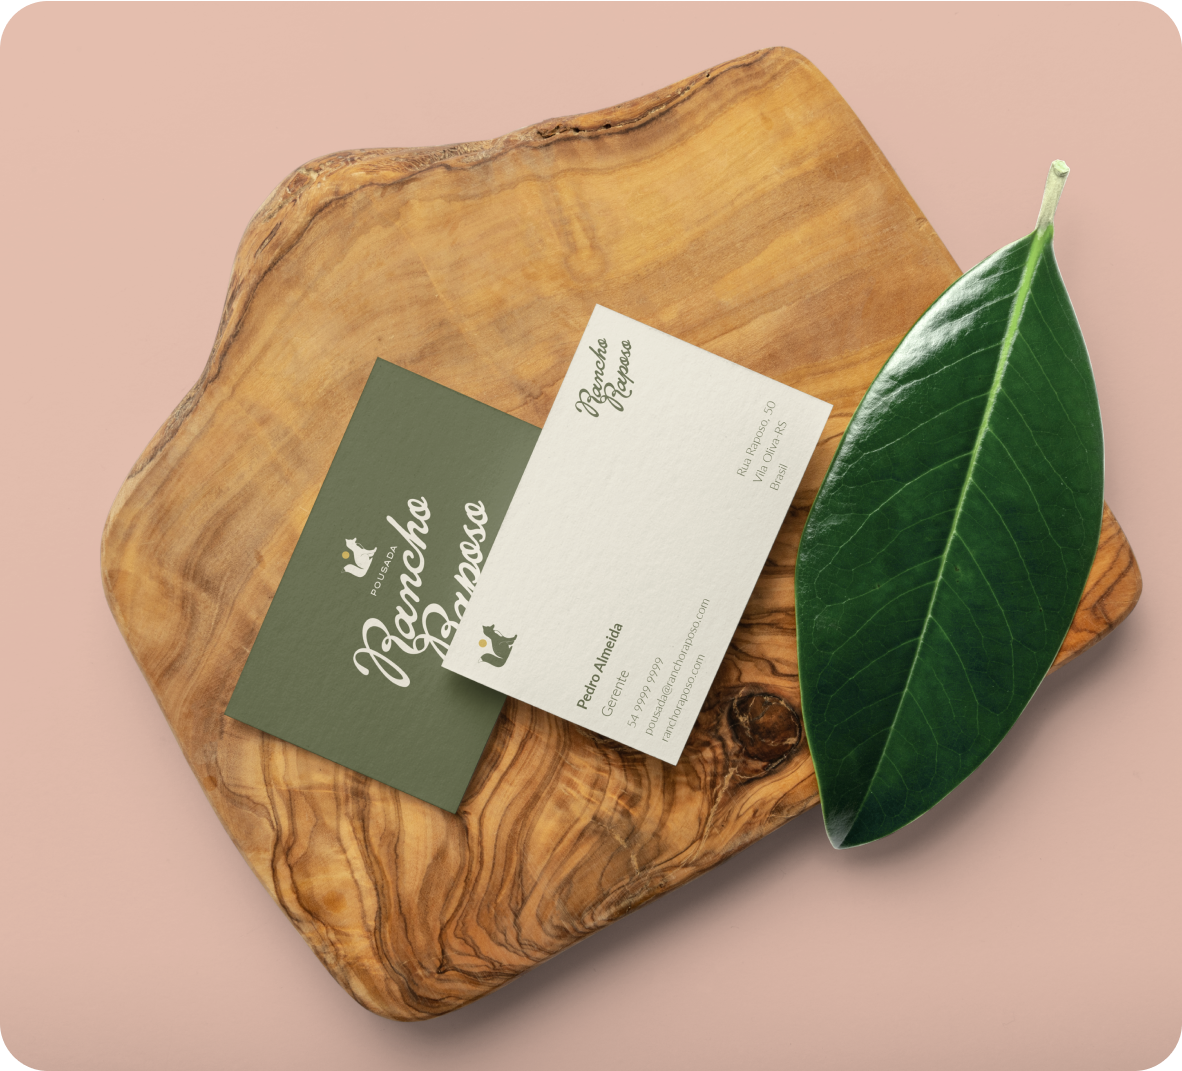 POUSADA
Rancho
Raposo
Rancho
Raposo
Rua Raposo, 50
Vila Oliva-RS
Brasil
Pedro Almeida
Gerente
54 9999 9999
pousada@ranchoraposo.com
ranchoraposo.com